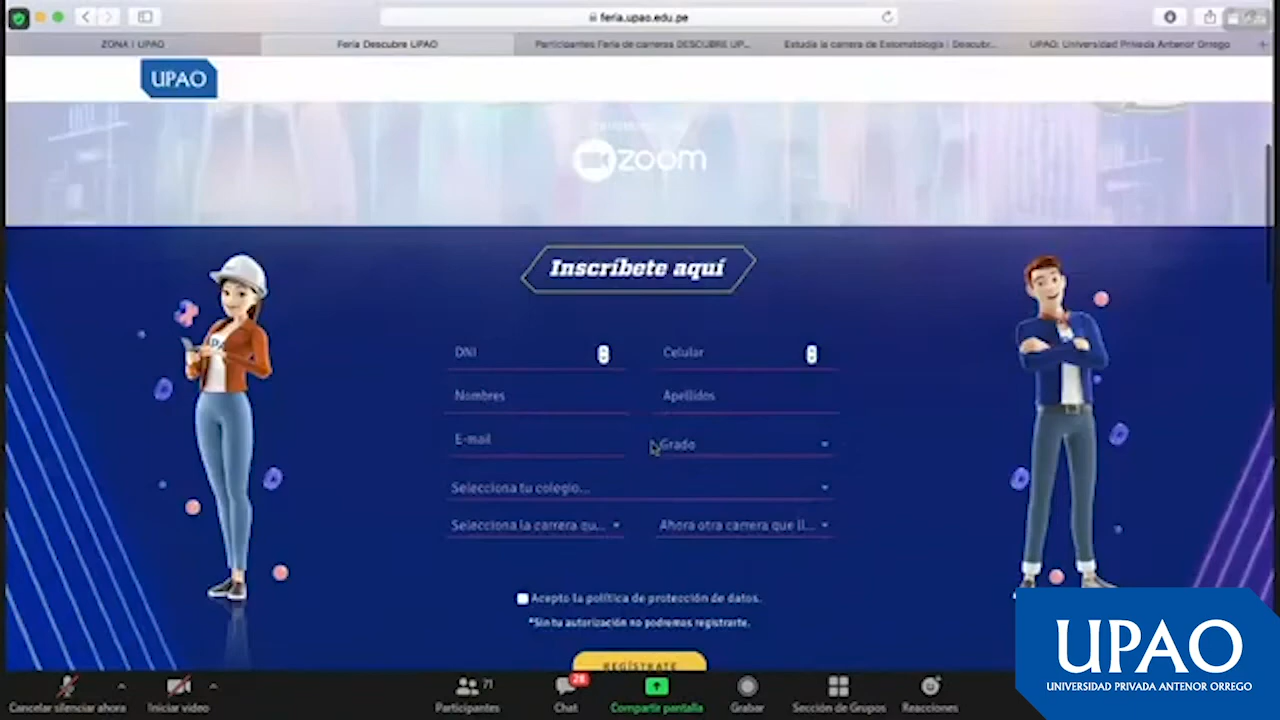 feria.upao.edu.pe
ZONA I UPAO
Feria Descubre UPAO
Participantes Feria de carreras DESCUBRE UP...
Estudia la carrera de Estomatología | Descubr...
UPAO: Universidad Privada Antenor Orrego
UPAO
zoom
Inscríbete aquí
DNI
Celular
Nombres
Apellidos
E-mail
Grado
Selecciona tu colegio...
Selecciona la carrera qu...
Ahora otra carrera que ll...
Acepto la política de protección de datos.
*Sin tu autorización no podremos registrarte.
REGÍSTRATE
UPAO
UNIVERSIDAD PRIVADA ANTENOR ORREGO
71
28
Cancelar silenciar ahora
Iniciar video
Participantes
Chat
Compartir pantalla
Grabar
Sección de Grupos
Reacciones